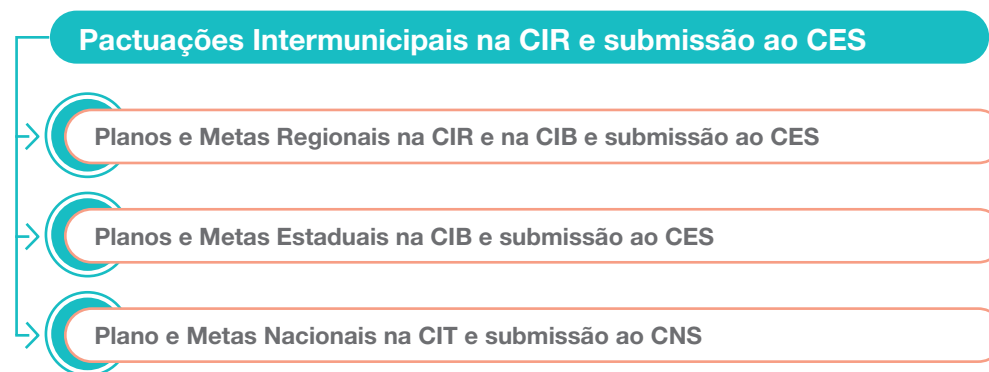 Pactuações Intermunicipais na CIR e submissão ao CES
Planos e Metas Regionais na CIR e na CIB e submissão ao CES
Planos e Metas Estaduais na CIB e submissão ao CES
Plano e Metas Nacionais na CIT e submissão ao CNS